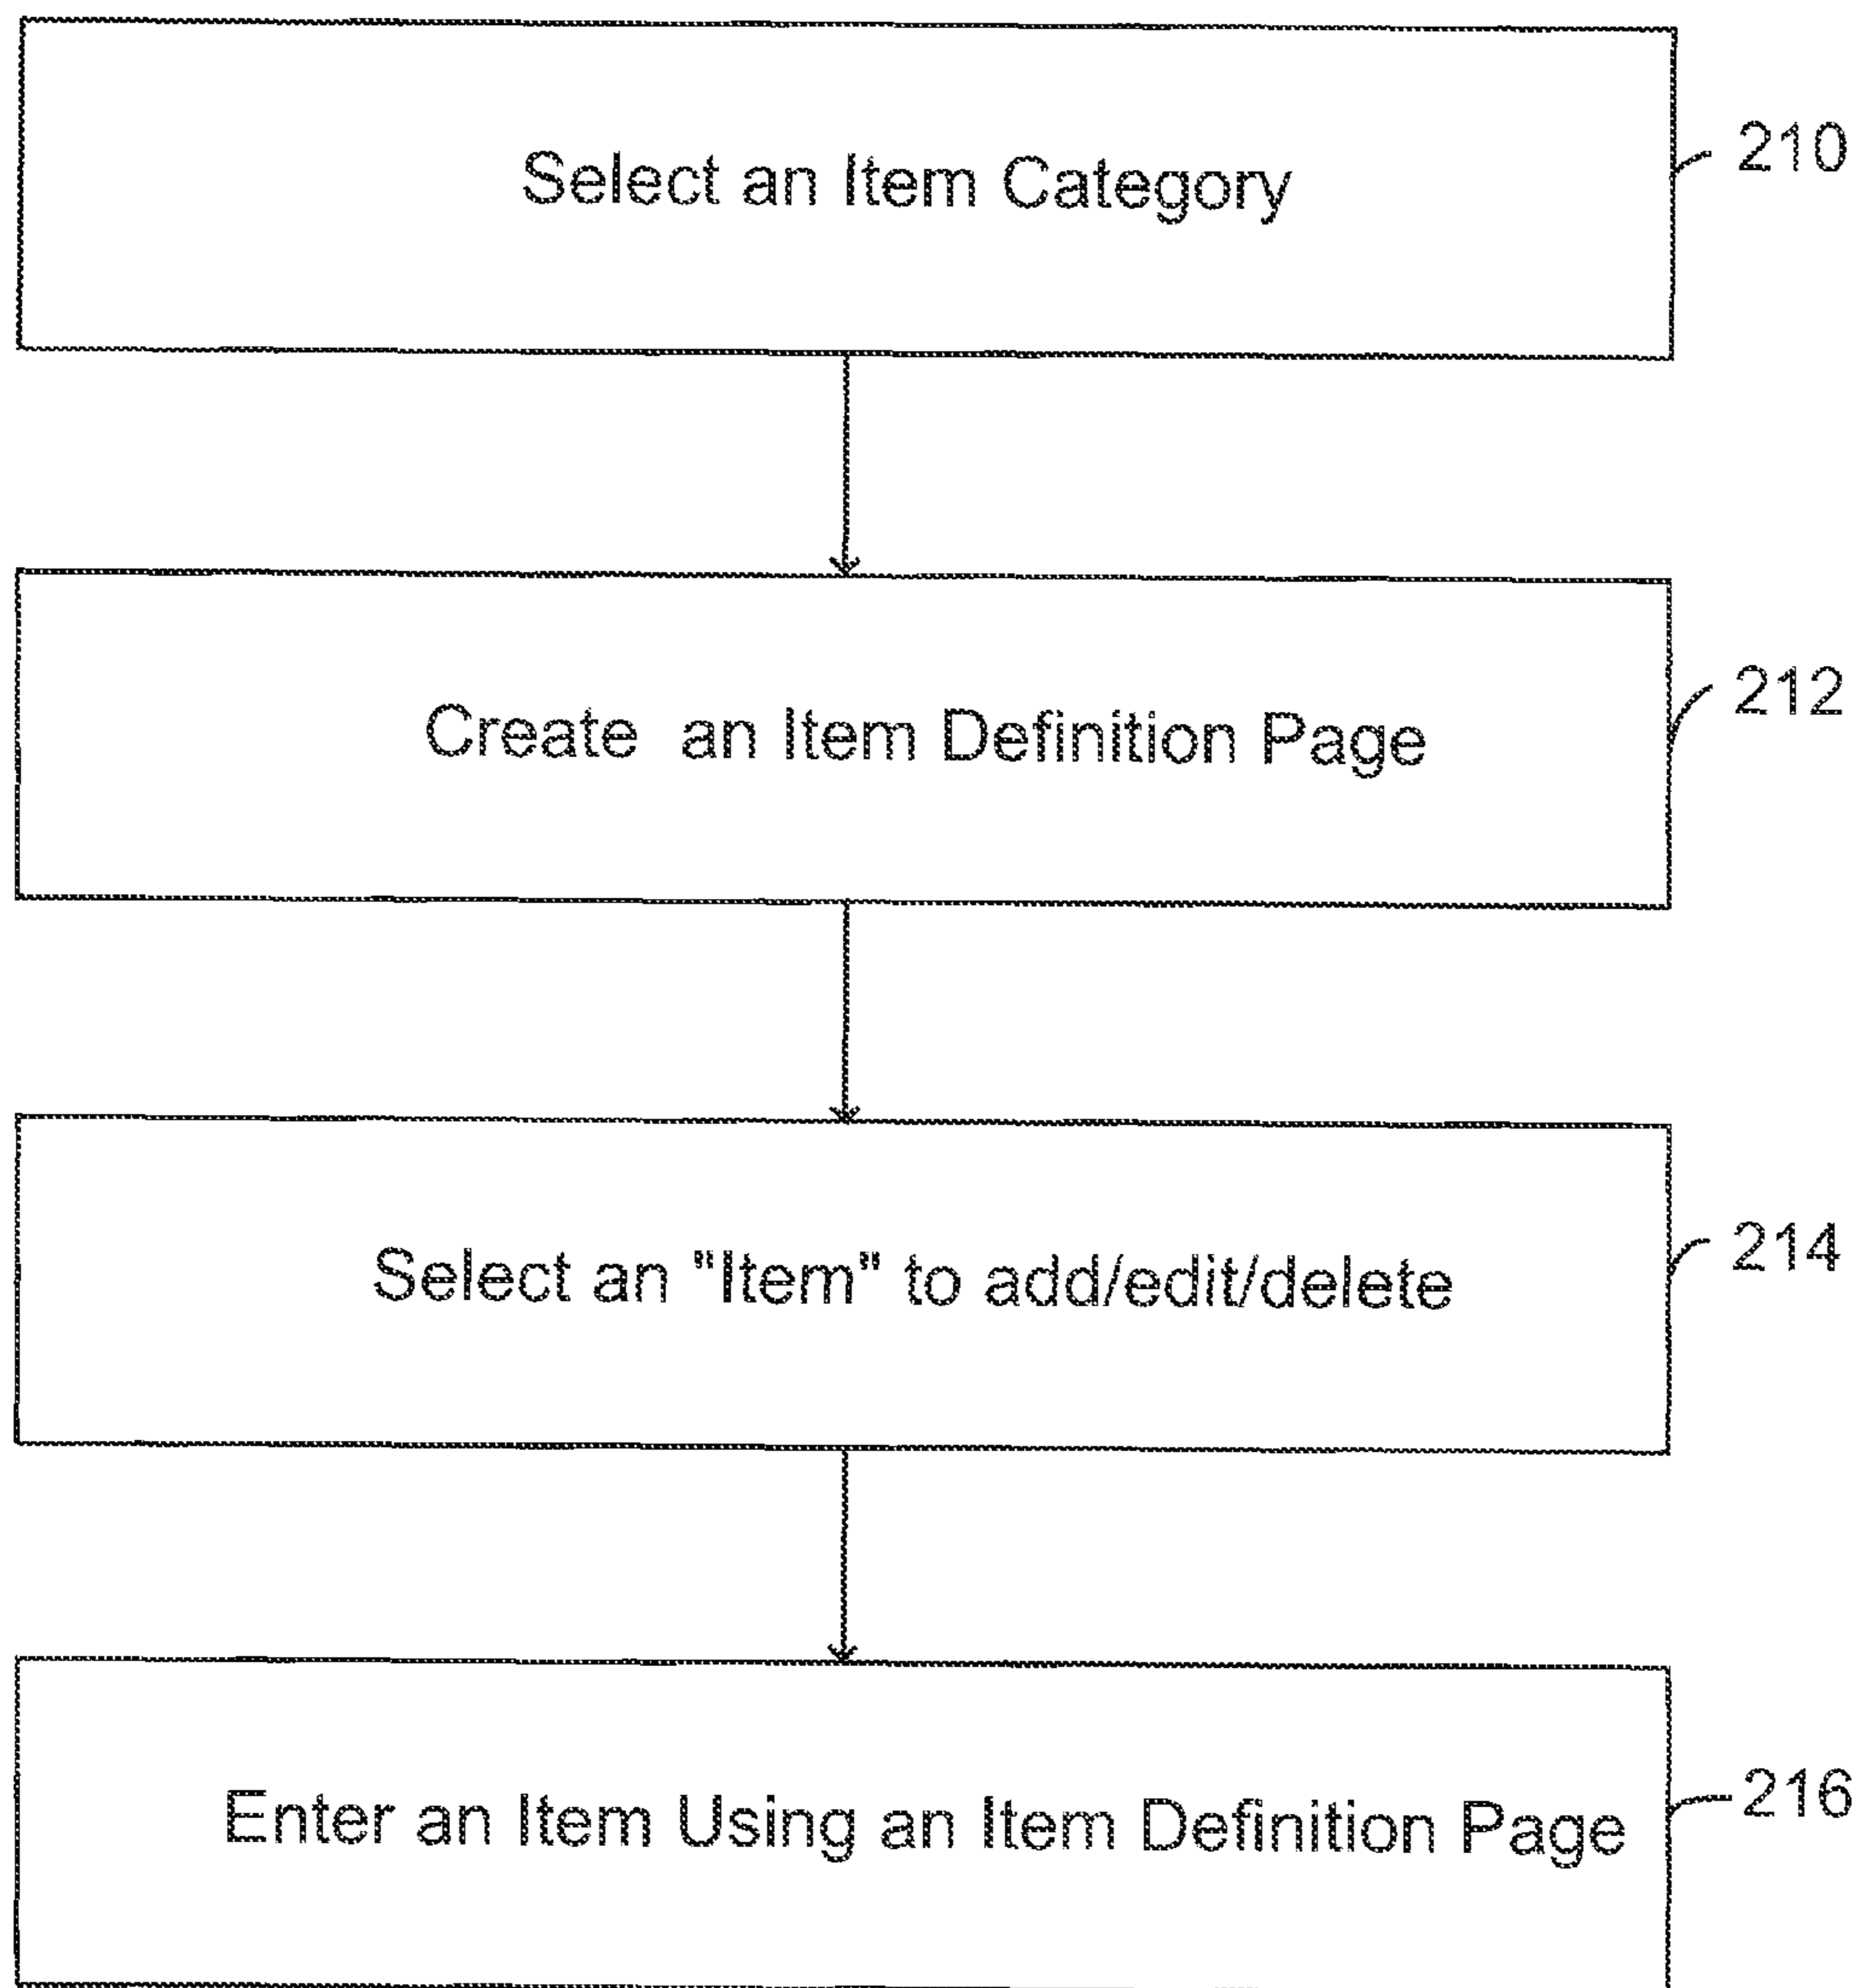 Select an Item Category
210
Create an Item Definition Page
212
Select an "Item" to add/edit/delete
214
Enter an Item Using an Item Definition Page
216